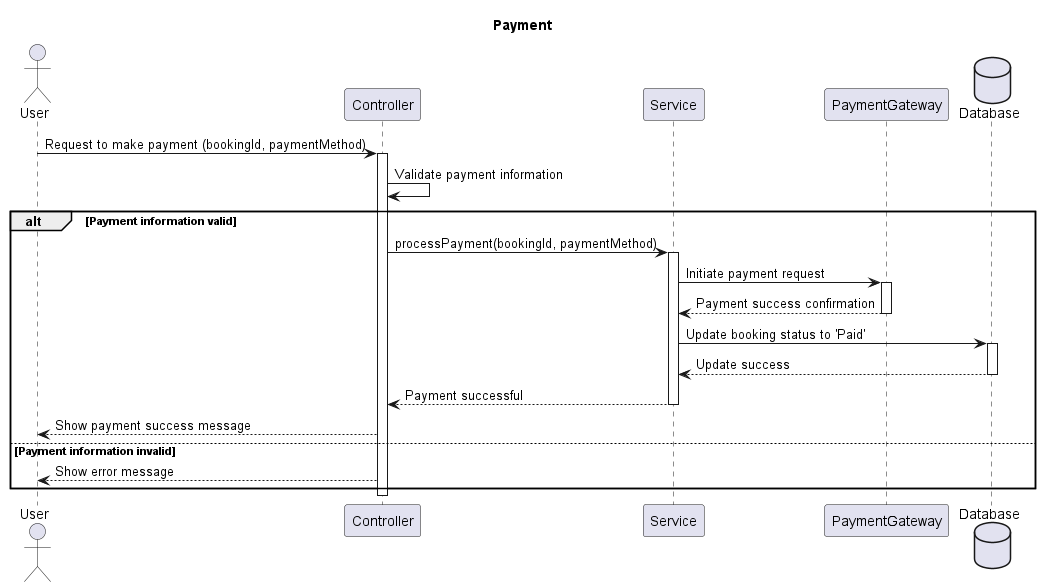 Payment
User
Controller
Service
PaymentGateway
Database
Request to make payment (bookingId, paymentMethod)
Validate payment information
alt [Payment information valid]
processPayment(bookingId, paymentMethod)
Initiate payment request
Payment success confirmation
Update booking status to 'Paid'
Update success
Payment successful
Show payment success message
[Payment information invalid]
Show error message
User
Controller
Service
PaymentGateway
Database